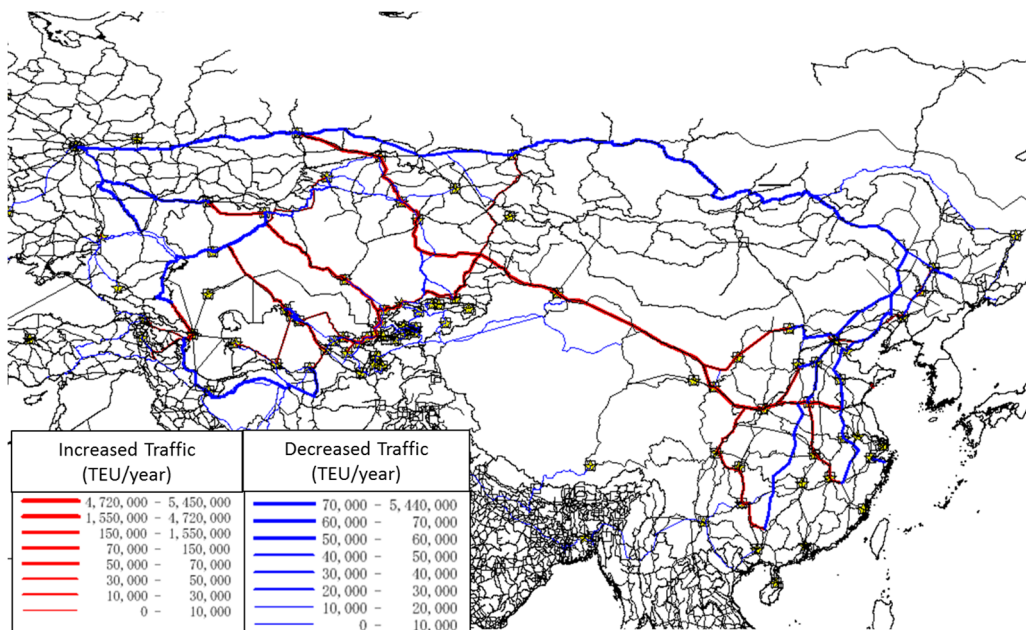 Increased Traffic
(TEU/year)
4,720,000 - 5,450,000
1,550,000 - 4,720,000
150,000 - 1,550,000
70,000 - 150,000
50,000 - 70,000
30,000 - 50,000
10,000 - 30,000
0 - 10,000
Decreased Traffic
(TEU/year)
70,000 - 5,440,000
60,000 - 70,000
50,000 - 60,000
40,000 - 50,000
30,000 - 40,000
20,000 - 30,000
10,000 - 20,000
0 - 10,000